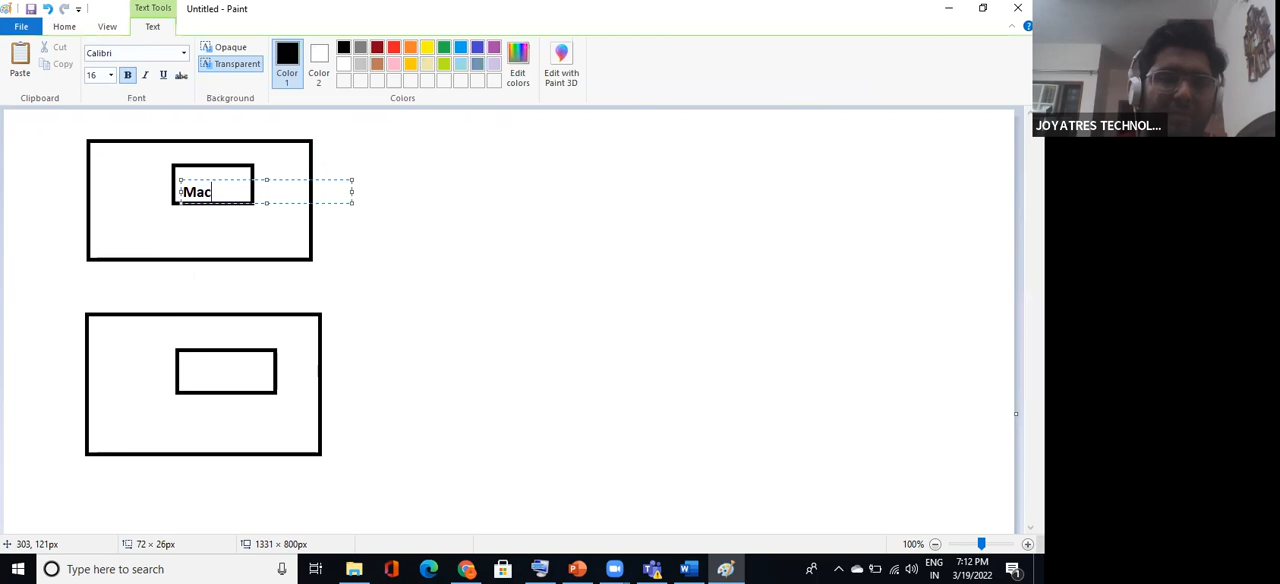 Text Tools
Untitled - Paint
File
Home
View
Text
Paste
Cut
Copy
Calibri
16
B
I
U
abc
Opaque
Transparent
Color 1
Color 2
Edit colors
Edit with Paint 3D
Clipboard
Font
Background
Colors
JOYATRES TECHNOL...
Mac
303, 121px
72 × 26px
1331 × 800px
100%
Type here to search
ENG
IN
7:12 PM
3/19/2022
1